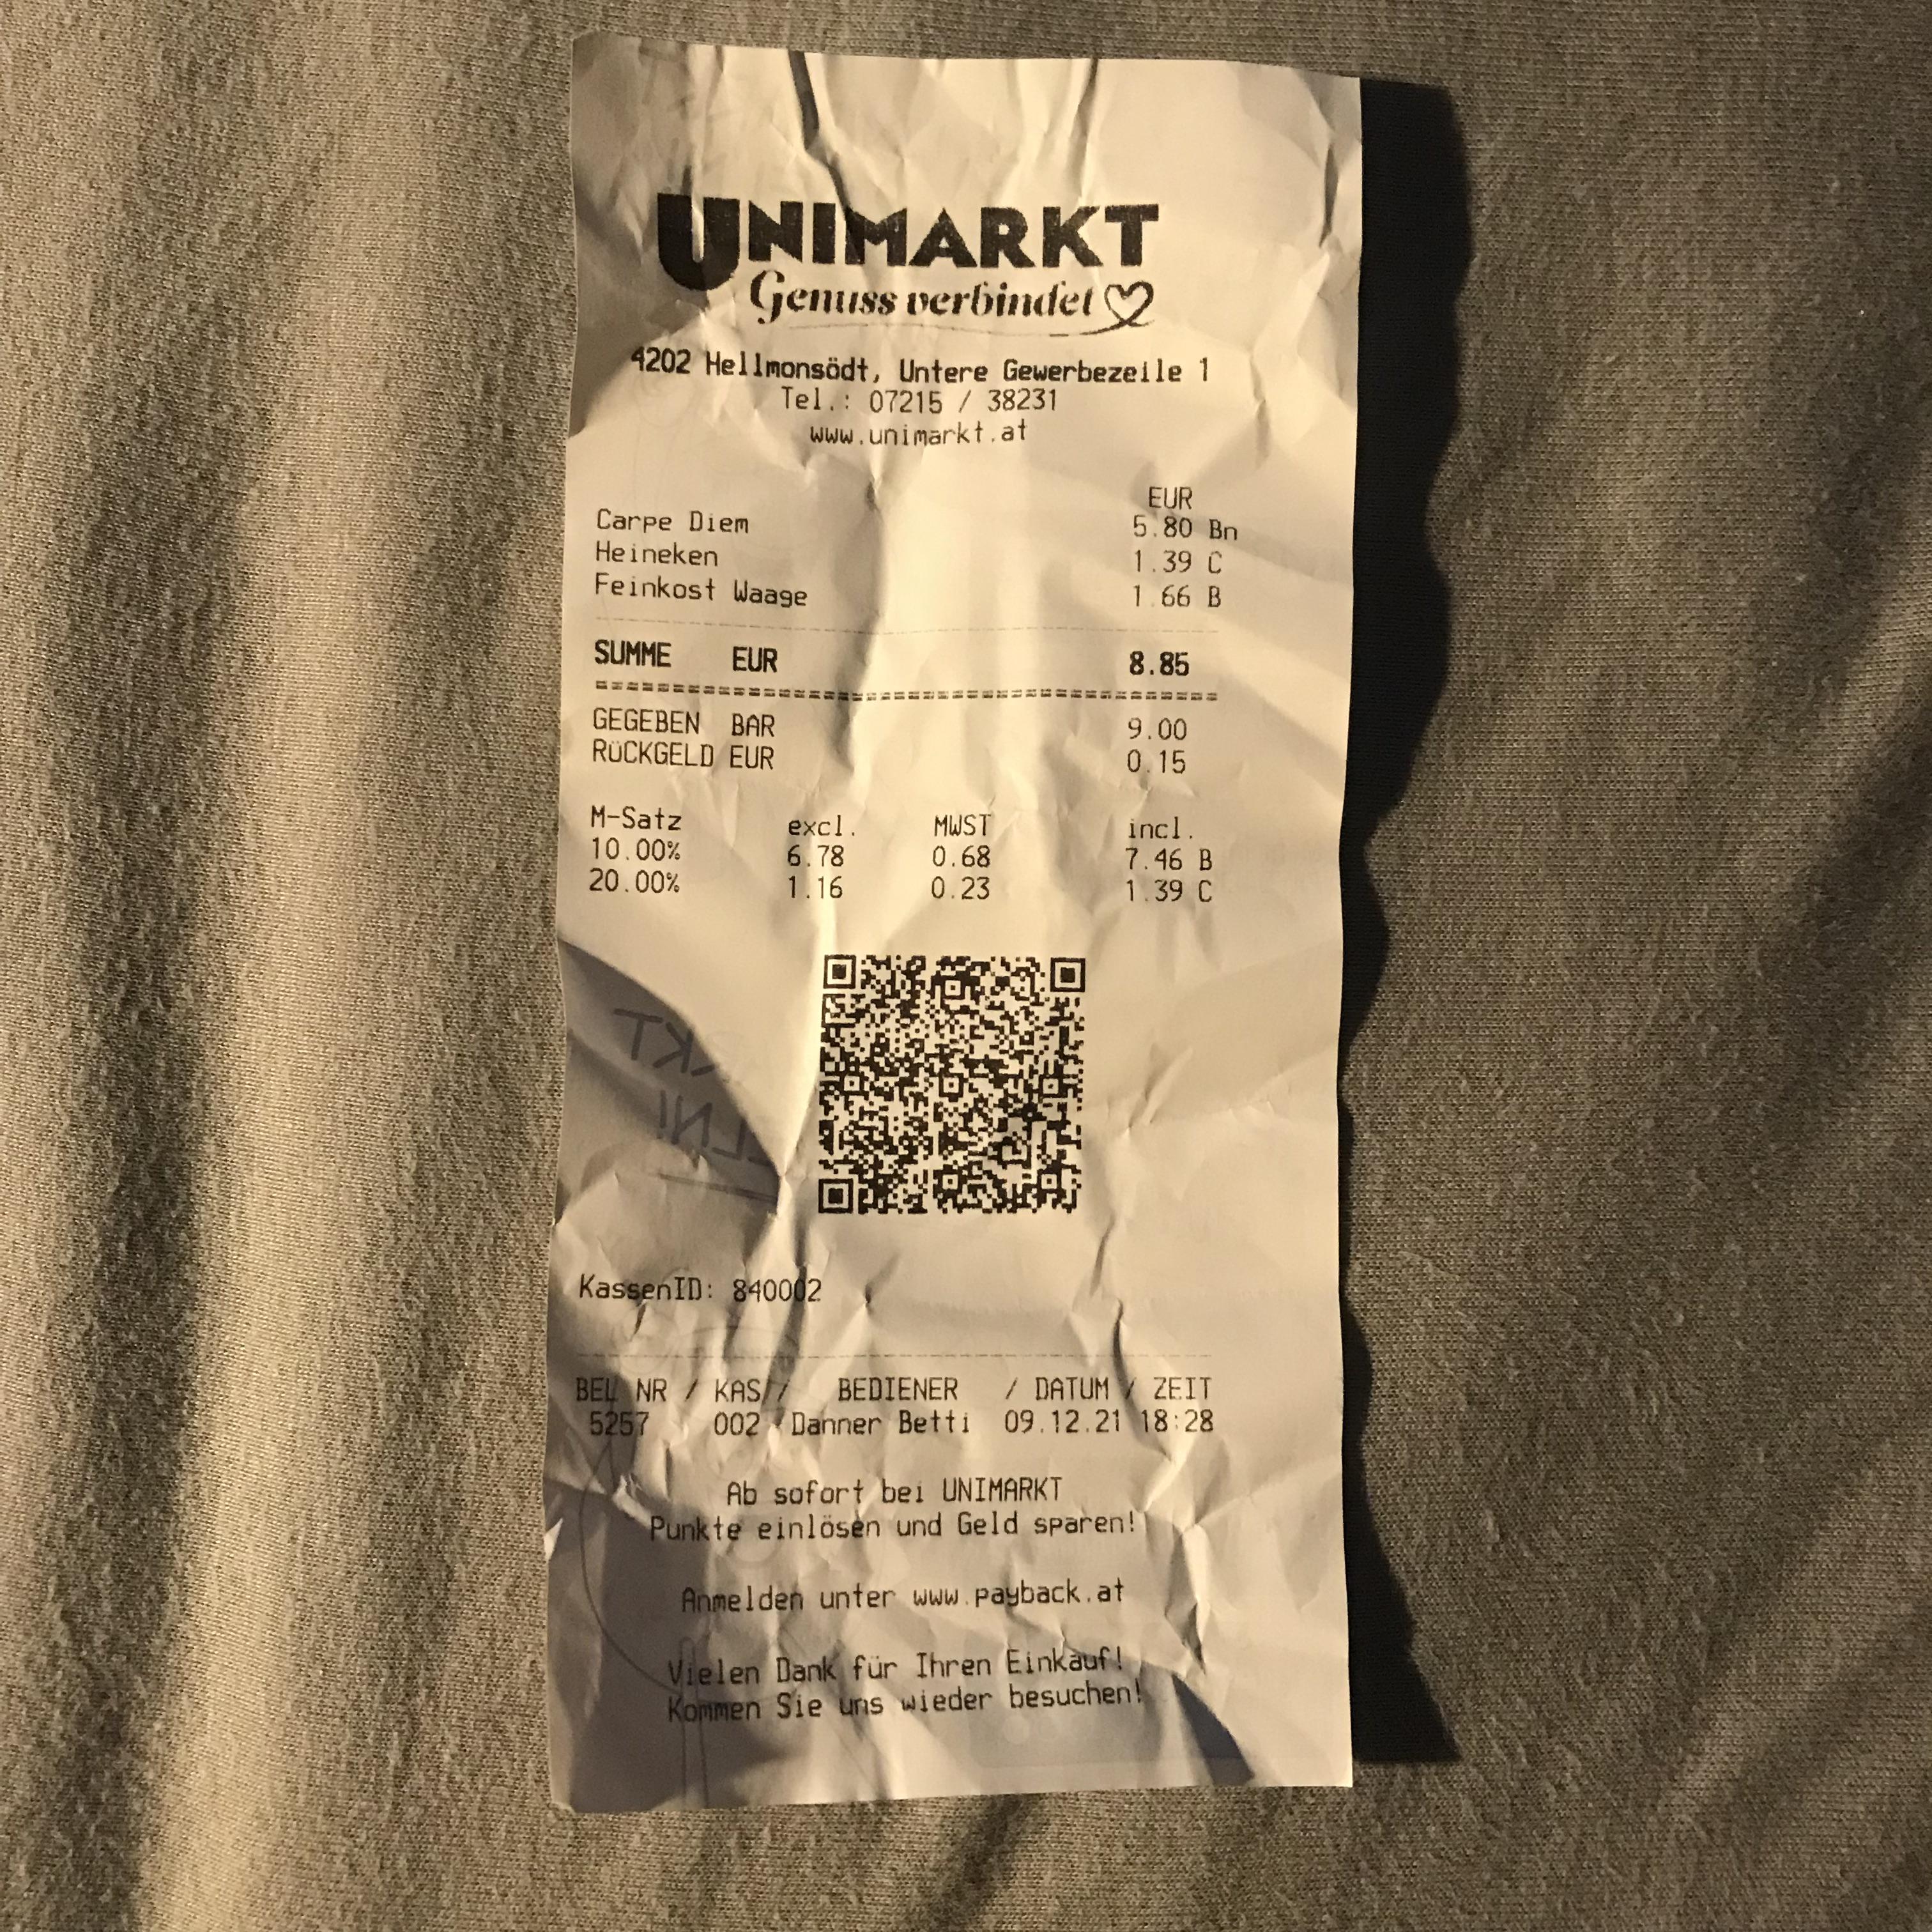 UNIMARKT
Genuss verbindet
4202 Hellmonsödt, Untere Gewerbezeile 1
Tel.: 07215 / 38231
www.unimarkt.at
EUR
Carpe Diem 5.80 Bn
Heineken 1.39 C
Feinkost Waage 1.66 B
SUMME EUR 8.85
GEGEBEN BAR 9.00
RÜCKGELD EUR 0.15
M-Satz excl. MWST incl.
10.00% 6.78 0.68 7.46 B
20.00% 1.16 0.23 1.39 C
KassenID: 840002
BEL NR / KAS / BEDIENER / DATUM / ZEIT
5257 002 Danner Betti 09.12.21 18:28
Ab sofort bei UNIMARKT
Punkte einlösen und Geld sparen!
Anmelden unter www.payback.at
Vielen Dank für Ihren Einkauf!
Kommen Sie uns wieder besuchen!